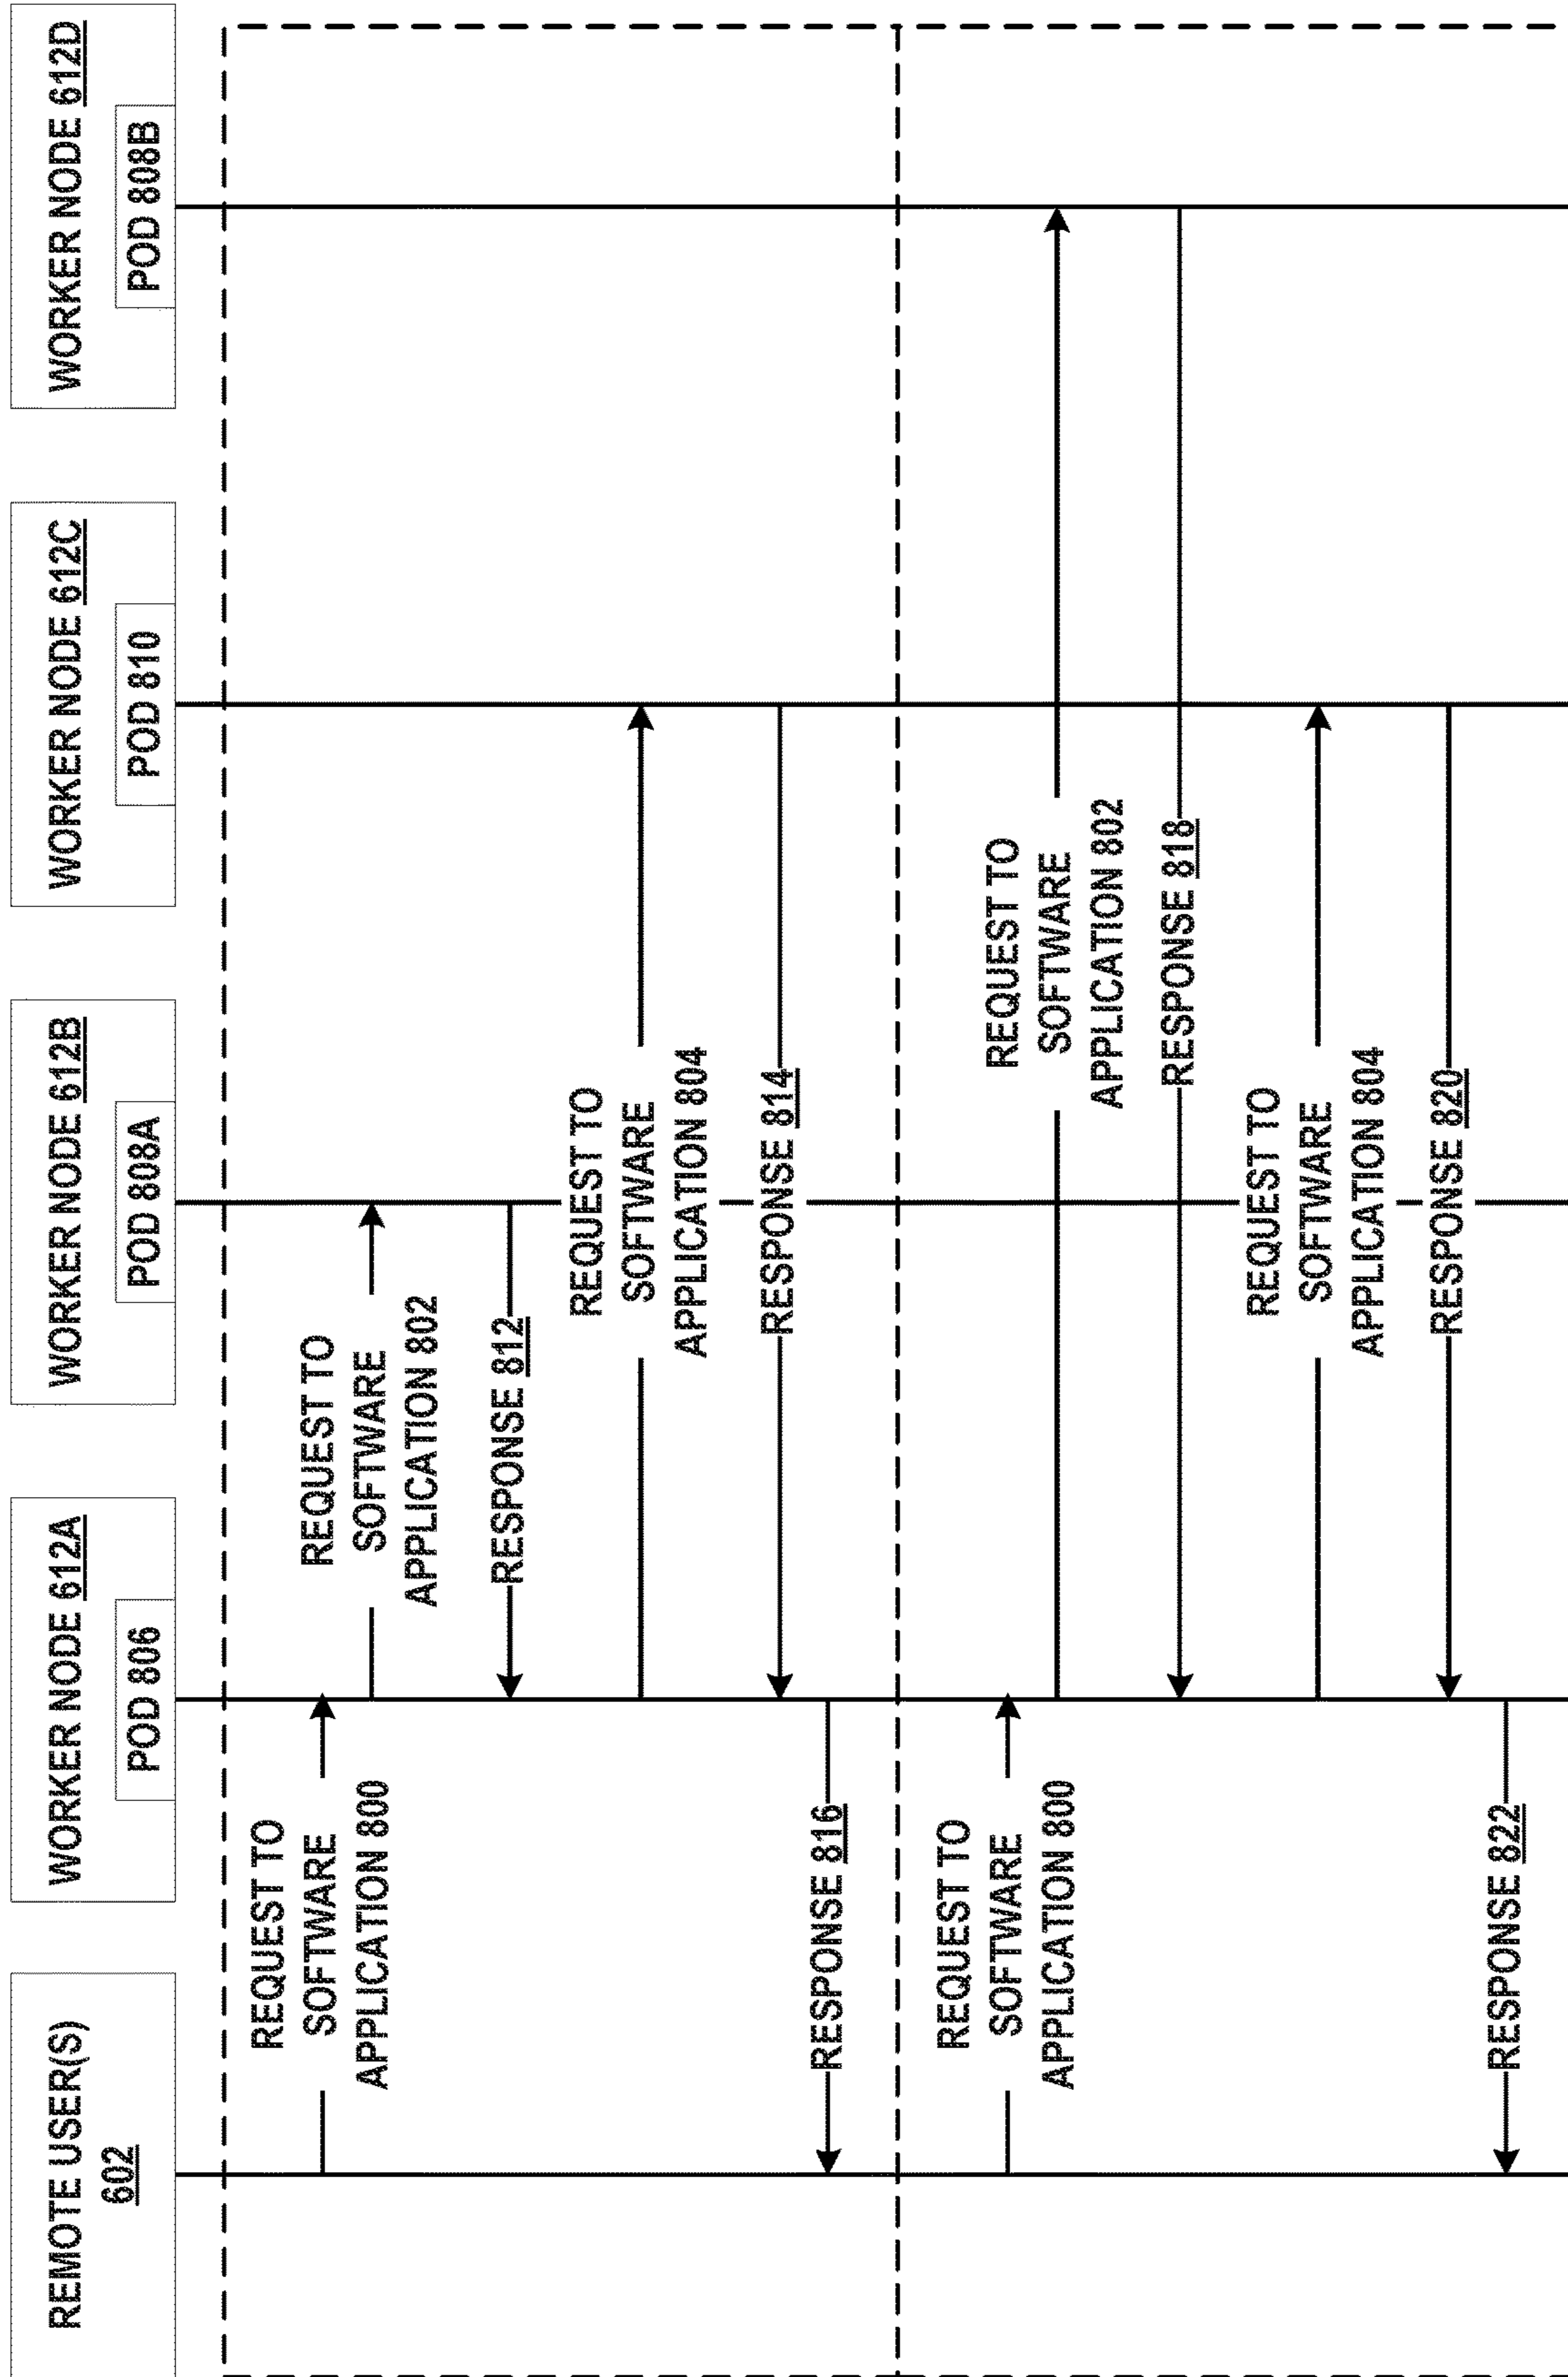 REMOTE USER(S)
602
WORKER NODE 612A
POD 806
WORKER NODE 612B
POD 808A
WORKER NODE 612C
POD 810
WORKER NODE 612D
POD 808B
REQUEST TO
SOFTWARE
APPLICATION 800
REQUEST TO
SOFTWARE
APPLICATION 802
RESPONSE 812
REQUEST TO
SOFTWARE
APPLICATION 804
RESPONSE 814
RESPONSE 816
REQUEST TO
SOFTWARE
APPLICATION 800
REQUEST TO
SOFTWARE
APPLICATION 802
RESPONSE 818
REQUEST TO
SOFTWARE
APPLICATION 804
RESPONSE 820
RESPONSE 822